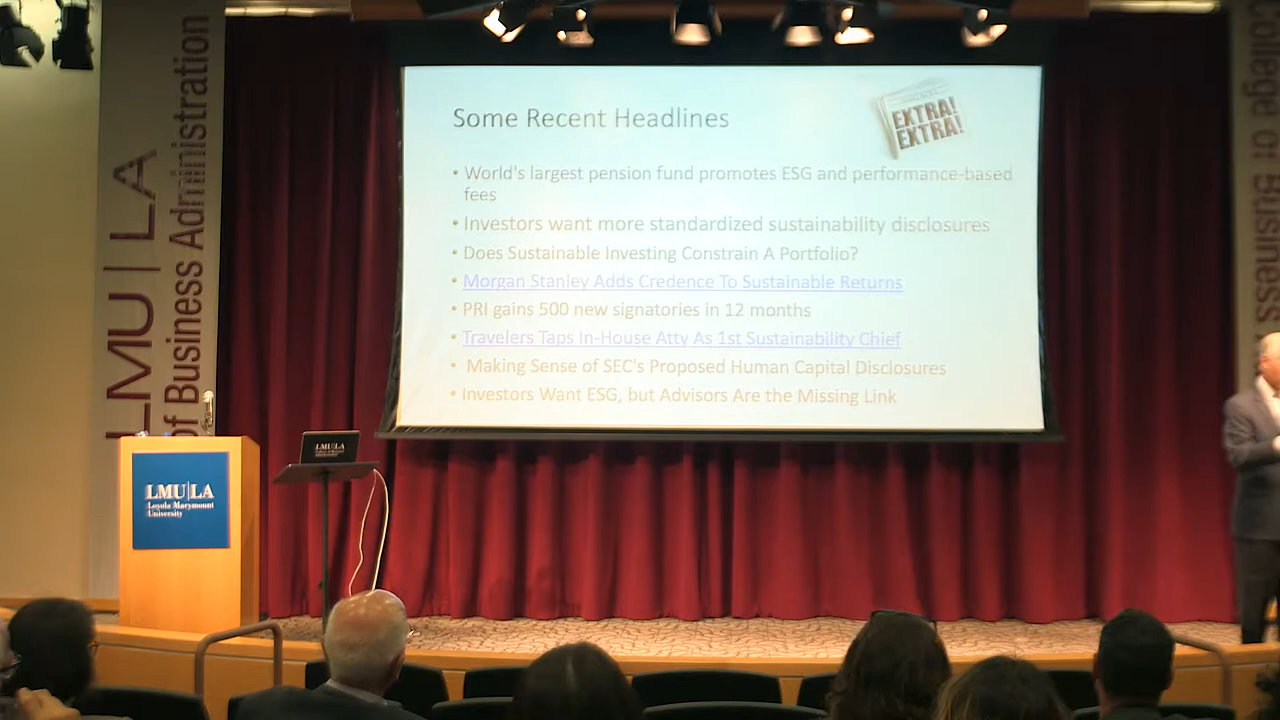 LMU|LA
of Business Administration
Some Recent Headlines
EXTRA!
EXTRA!
• World's largest pension fund promotes ESG and performance-based
fees
• Investors want more standardized sustainability disclosures
• Does Sustainable Investing Constrain A Portfolio?
• Morgan Stanley Adds Credence To Sustainable Returns
• PRI gains 500 new signatories in 12 months
• Travelers Taps In-House Atty As 1st Sustainability Chief
• Making Sense of SEC's Proposed Human Capital Disclosures
• Investors Want ESG, but Advisors Are the Missing Link
College of Business
LMU|LA
LMU|LA
Loyola Marymount
University